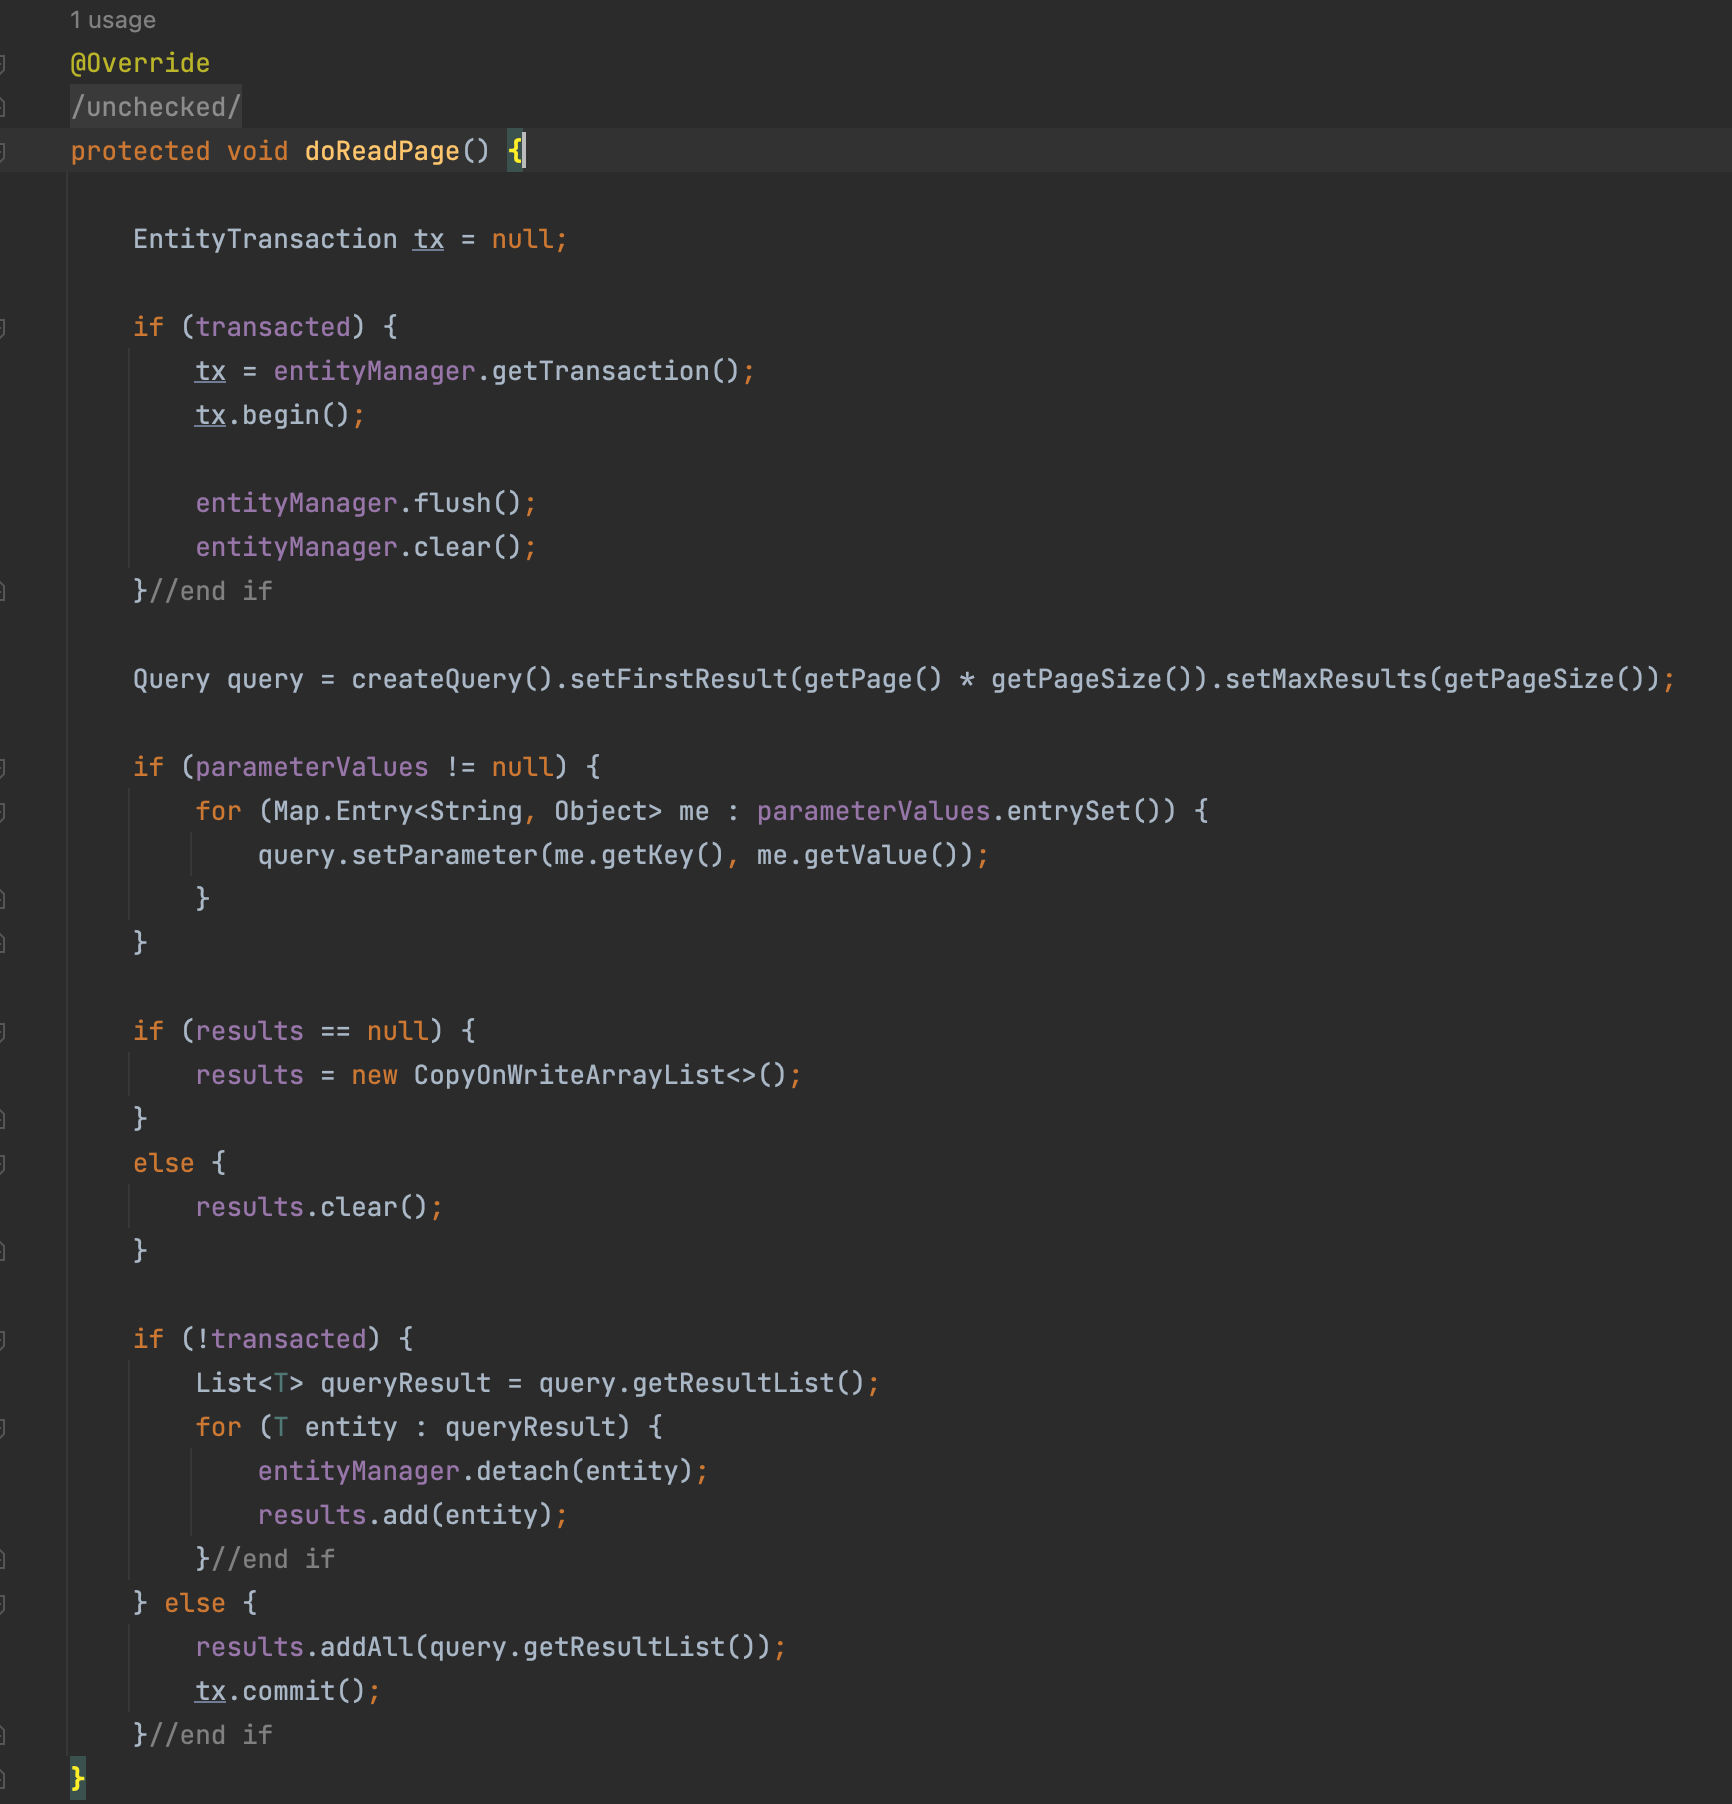 1 usage
@Override
/unchecked/
protected void doReadPage() {
EntityTransaction tx = null;
if (transacted) {
tx = entityManager.getTransaction();
tx.begin();
entityManager.flush();
entityManager.clear();
}//end if
Query query = createQuery().setFirstResult(getPage() * getPageSize()).setMaxResults(getPageSize());
if (parameterValues != null) {
for (Map.Entry<String, Object> me : parameterValues.entrySet()) {
query.setParameter(me.getKey(), me.getValue());
}
}
if (results == null) {
results = new CopyOnWriteArrayList<>();
}
else {
results.clear();
}
if (!transacted) {
List<T> queryResult = query.getResultList();
for (T entity : queryResult) {
entityManager.detach(entity);
results.add(entity);
}//end if
} else {
results.addAll(query.getResultList());
tx.commit();
}//end if
}